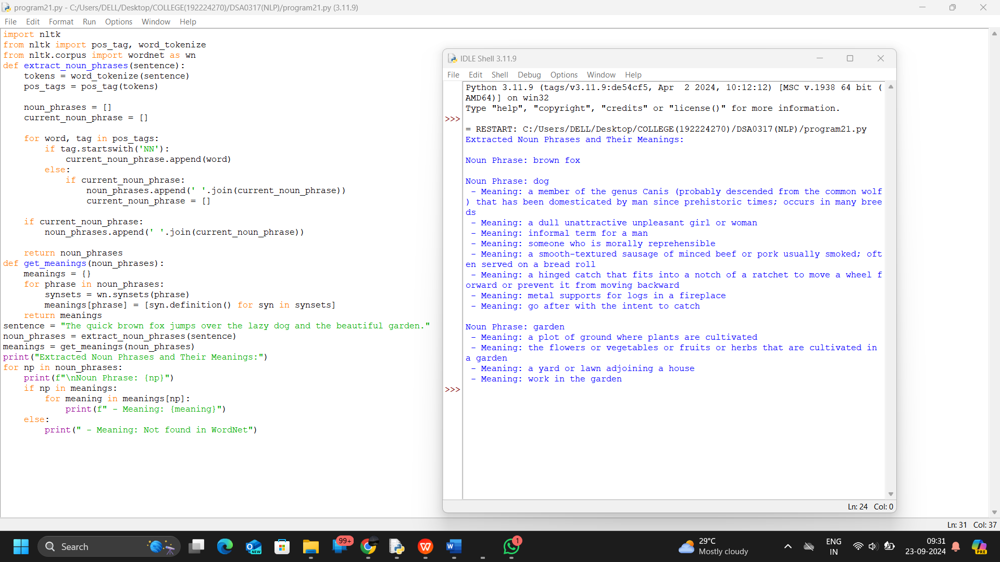 program21.py - C:/Users/DELL/Desktop/COLLEGE(192224270)/DSA0317(NLP)/program21.py (3.11.9)
File Edit Format Run Options Window Help
import nltk
from nltk import pos_tag, word_tokenize
from nltk.corpus import wordnet as wn
def extract_noun_phrases(sentence):
    tokens = word_tokenize(sentence)
    pos_tags = pos_tag(tokens)
    noun_phrases = []
    current_noun_phrase = []
    for word, tag in pos_tags:
        if tag.startswith('NN'):
            current_noun_phrase.append(word)
        else:
            if current_noun_phrase:
                noun_phrases.append(' '.join(current_noun_phrase))
                current_noun_phrase = []
    if current_noun_phrase:
        noun_phrases.append(' '.join(current_noun_phrase))
    return noun_phrases
def get_meanings(noun_phrases):
    meanings = {}
    for phrase in noun_phrases:
        synsets = wn.synsets(phrase)
        meanings[phrase] = [syn.definition() for syn in synsets]
    return meanings
sentence = "The quick brown fox jumps over the lazy dog and the beautiful garden."
noun_phrases = extract_noun_phrases(sentence)
meanings = get_meanings(noun_phrases)
print("Extracted Noun Phrases and Their Meanings:")
for np in noun_phrases:
    print(f"\nNoun Phrase: {np}")
    if np in meanings:
        for meaning in meanings[np]:
            print(f" - Meaning: {meaning}")
    else:
        print(" - Meaning: Not found in WordNet")
IDLE Shell 3.11.9
File Edit Shell Debug Options Window Help
Python 3.11.9 (tags/v3.11.9:de54cf5, Apr  2 2024, 10:12:12) [MSC v.1938 64 bit (
AMD64)] on win32
Type "help", "copyright", "credits" or "license()" for more information.
>>>
= RESTART: C:/Users/DELL/Desktop/COLLEGE(192224270)/DSA0317(NLP)/program21.py
Extracted Noun Phrases and Their Meanings:
Noun Phrase: brown fox
Noun Phrase: dog
 - Meaning: a member of the genus Canis (probably descended from the common wolf
) that has been domesticated by man since prehistoric times; occurs in many bree
ds
 - Meaning: a dull unattractive unpleasant girl or woman
 - Meaning: informal term for a man
 - Meaning: someone who is morally reprehensible
 - Meaning: a smooth-textured sausage of minced beef or pork usually smoked; oft
en served on a bread roll
 - Meaning: a hinged catch that fits into a notch of a ratchet to move a wheel f
orward or prevent it from moving backward
 - Meaning: metal supports for logs in a fireplace
 - Meaning: go after with the intent to catch
Noun Phrase: garden
 - Meaning: a plot of ground where plants are cultivated
 - Meaning: the flowers or vegetables or fruits or herbs that are cultivated in
a garden
 - Meaning: a yard or lawn adjoining a house
 - Meaning: work in the garden
>>>
Ln: 24 Col: 0
Ln: 31 Col: 37
Search
NEW
99+
W
W
1
29°C
Mostly cloudy
ENG
IN
09:31
23-09-2024
PRE